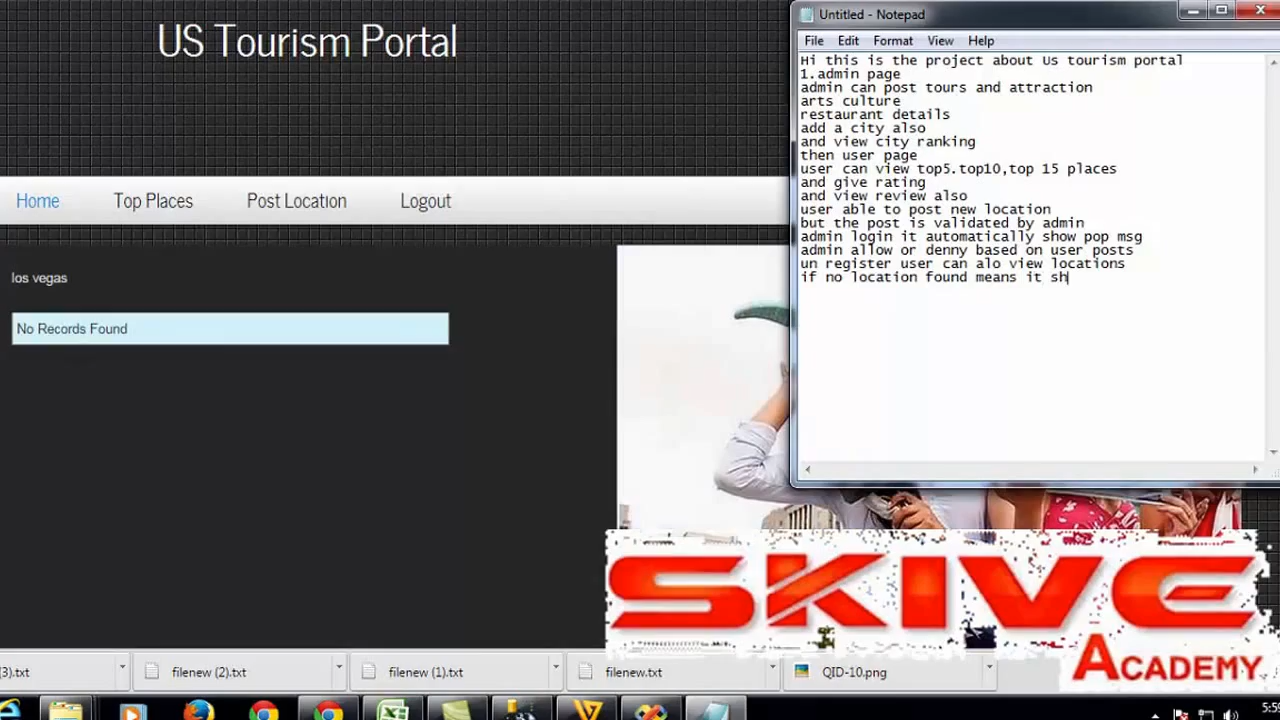 US Tourism Portal
Home
Top Places
Post Location
Logout
los vegas
No Records Found
Untitled - Notepad
File
Edit
Format
View
Help
Hi this is the project about Us tourism portal
1.admin page
admin can post tours and attraction
arts culture
restaurant details
add a city also
and view city ranking
then user page
user can view top5.top10,top 15 places
and give rating
and view review also
user able to post new location
but the post is validated by admin
admin login it automatically show pop msg
admin allow or denny based on user posts
un register user can alo view locations
if no location found means it sh
SKIVE
ACADEMY
(3).txt
filenew (2).txt
filenew (1).txt
filenew.txt
QID-10.png